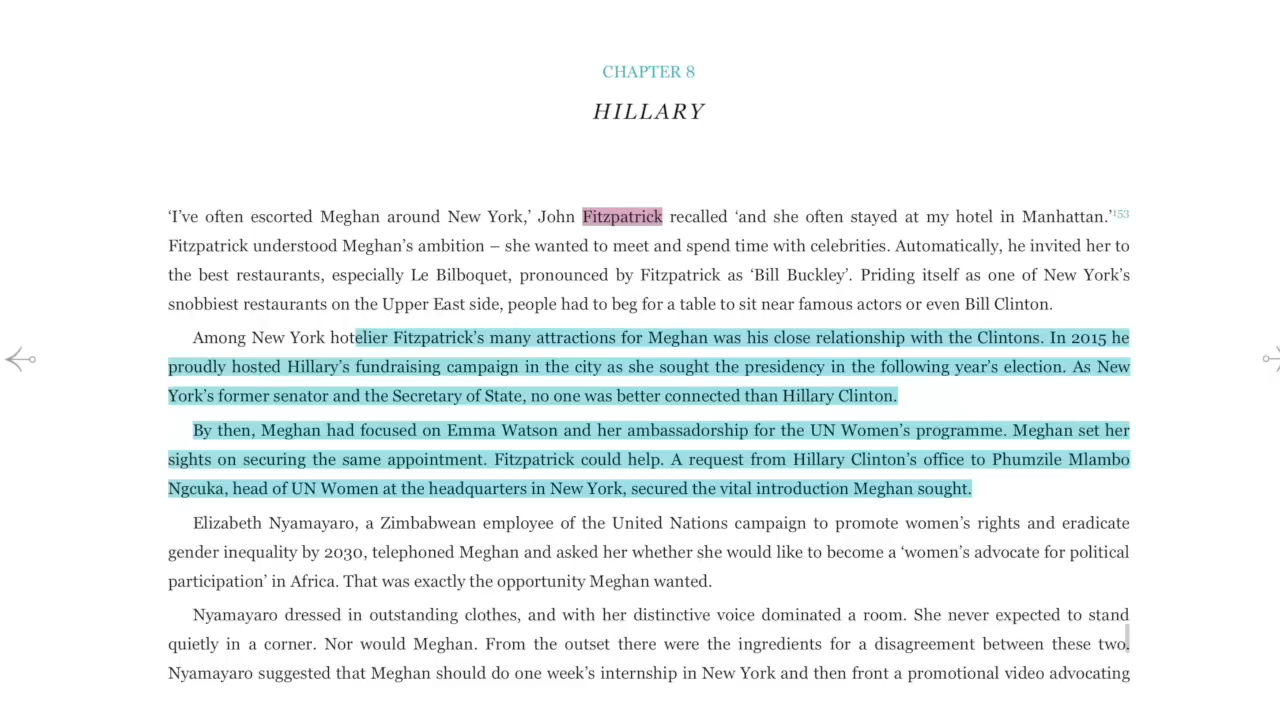 CHAPTER 8
HILLARY
‘I’ve often escorted Meghan around New York,’ John Fitzpatrick recalled ‘and she often stayed at my hotel in Manhattan.’153
Fitzpatrick understood Meghan’s ambition – she wanted to meet and spend time with celebrities. Automatically, he invited her to
the best restaurants, especially Le Bilboquet, pronounced by Fitzpatrick as ‘Bill Buckley’. Priding itself as one of New York’s
snobbiest restaurants on the Upper East side, people had to beg for a table to sit near famous actors or even Bill Clinton.
Among New York hotelier Fitzpatrick’s many attractions for Meghan was his close relationship with the Clintons. In 2015 he
proudly hosted Hillary’s fundraising campaign in the city as she sought the presidency in the following year’s election. As New
York’s former senator and the Secretary of State, no one was better connected than Hillary Clinton.
By then, Meghan had focused on Emma Watson and her ambassadorship for the UN Women’s programme. Meghan set her
sights on securing the same appointment. Fitzpatrick could help. A request from Hillary Clinton’s office to Phumzile Mlambo
Ngcuka, head of UN Women at the headquarters in New York, secured the vital introduction Meghan sought.
Elizabeth Nyamayaro, a Zimbabwean employee of the United Nations campaign to promote women’s rights and eradicate
gender inequality by 2030, telephoned Meghan and asked her whether she would like to become a ‘women’s advocate for political
participation’ in Africa. That was exactly the opportunity Meghan wanted.
Nyamayaro dressed in outstanding clothes, and with her distinctive voice dominated a room. She never expected to stand
quietly in a corner. Nor would Meghan. From the outset there were the ingredients for a disagreement between these two.
Nyamayaro suggested that Meghan should do one week’s internship in New York and then front a promotional video advocating